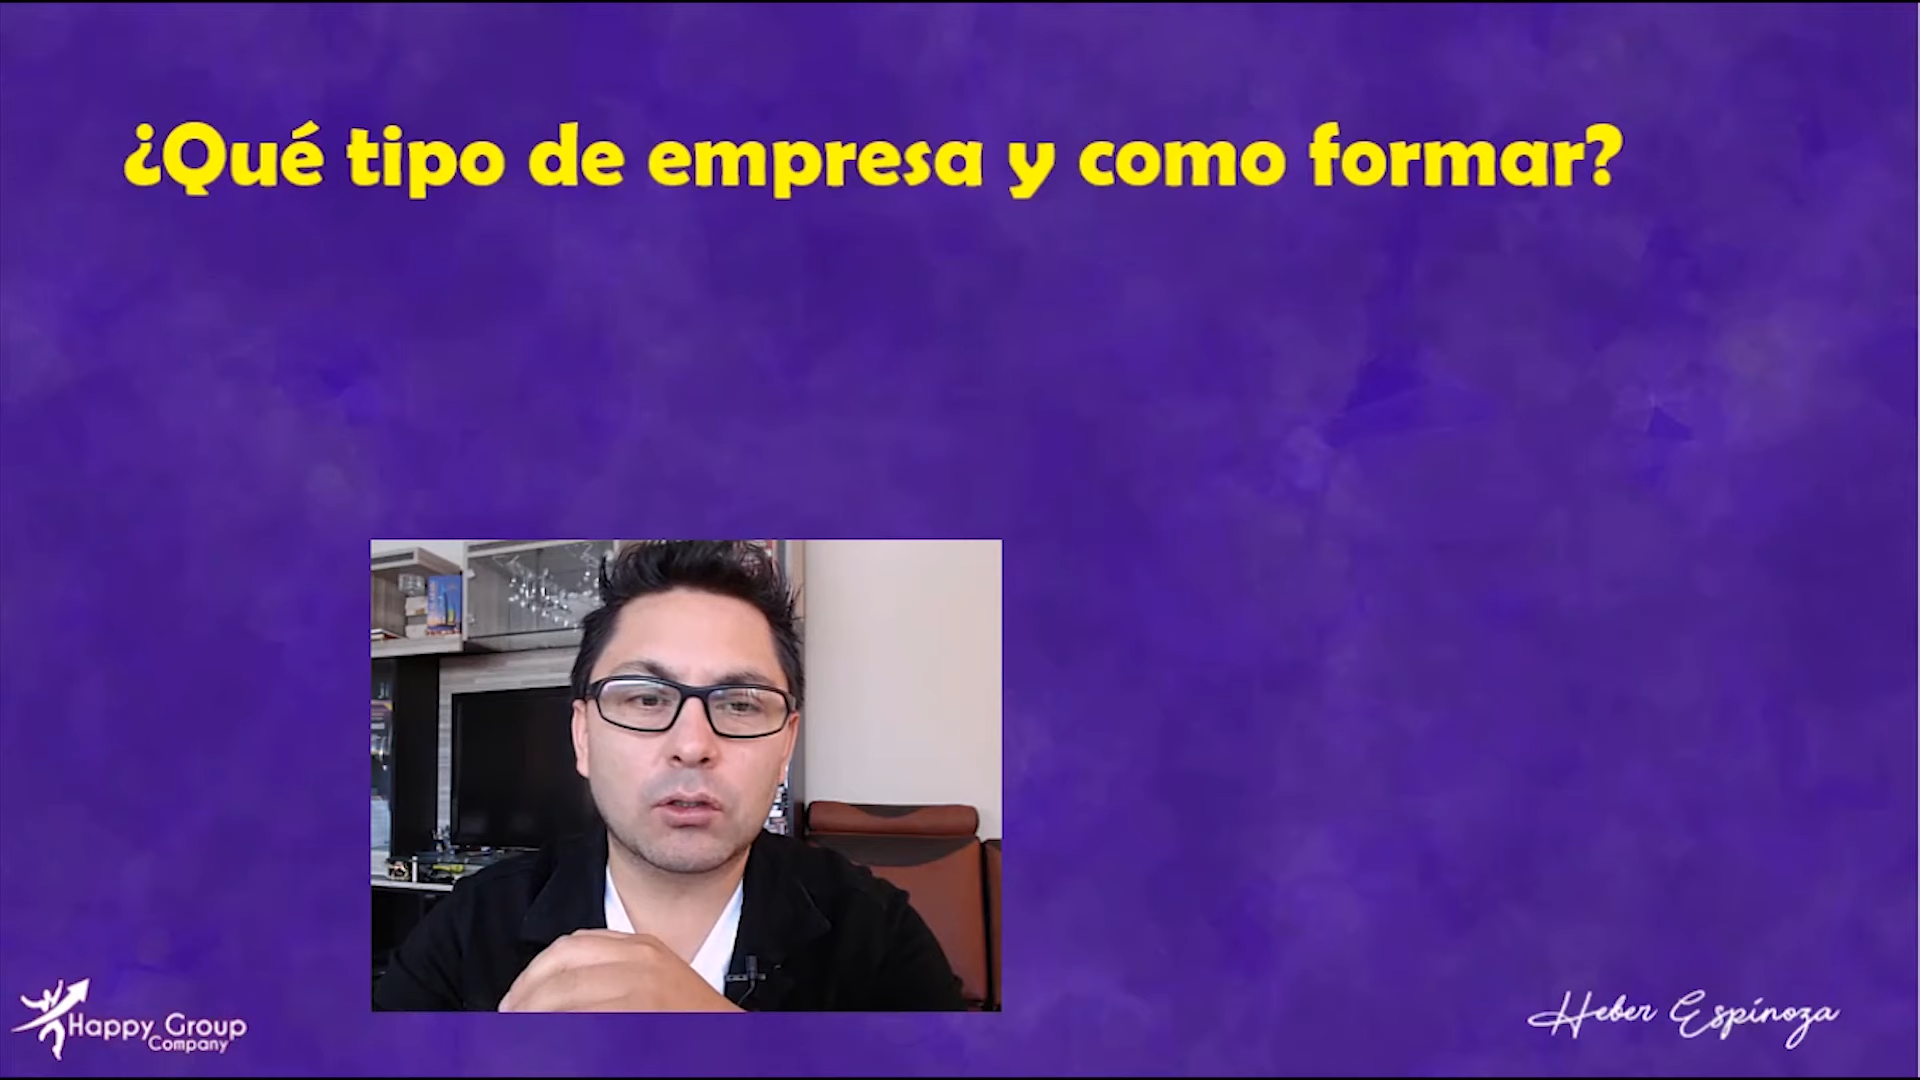 ¿Qué tipo de empresa y como formar?
Happy Group
Company
Heber Espinoza